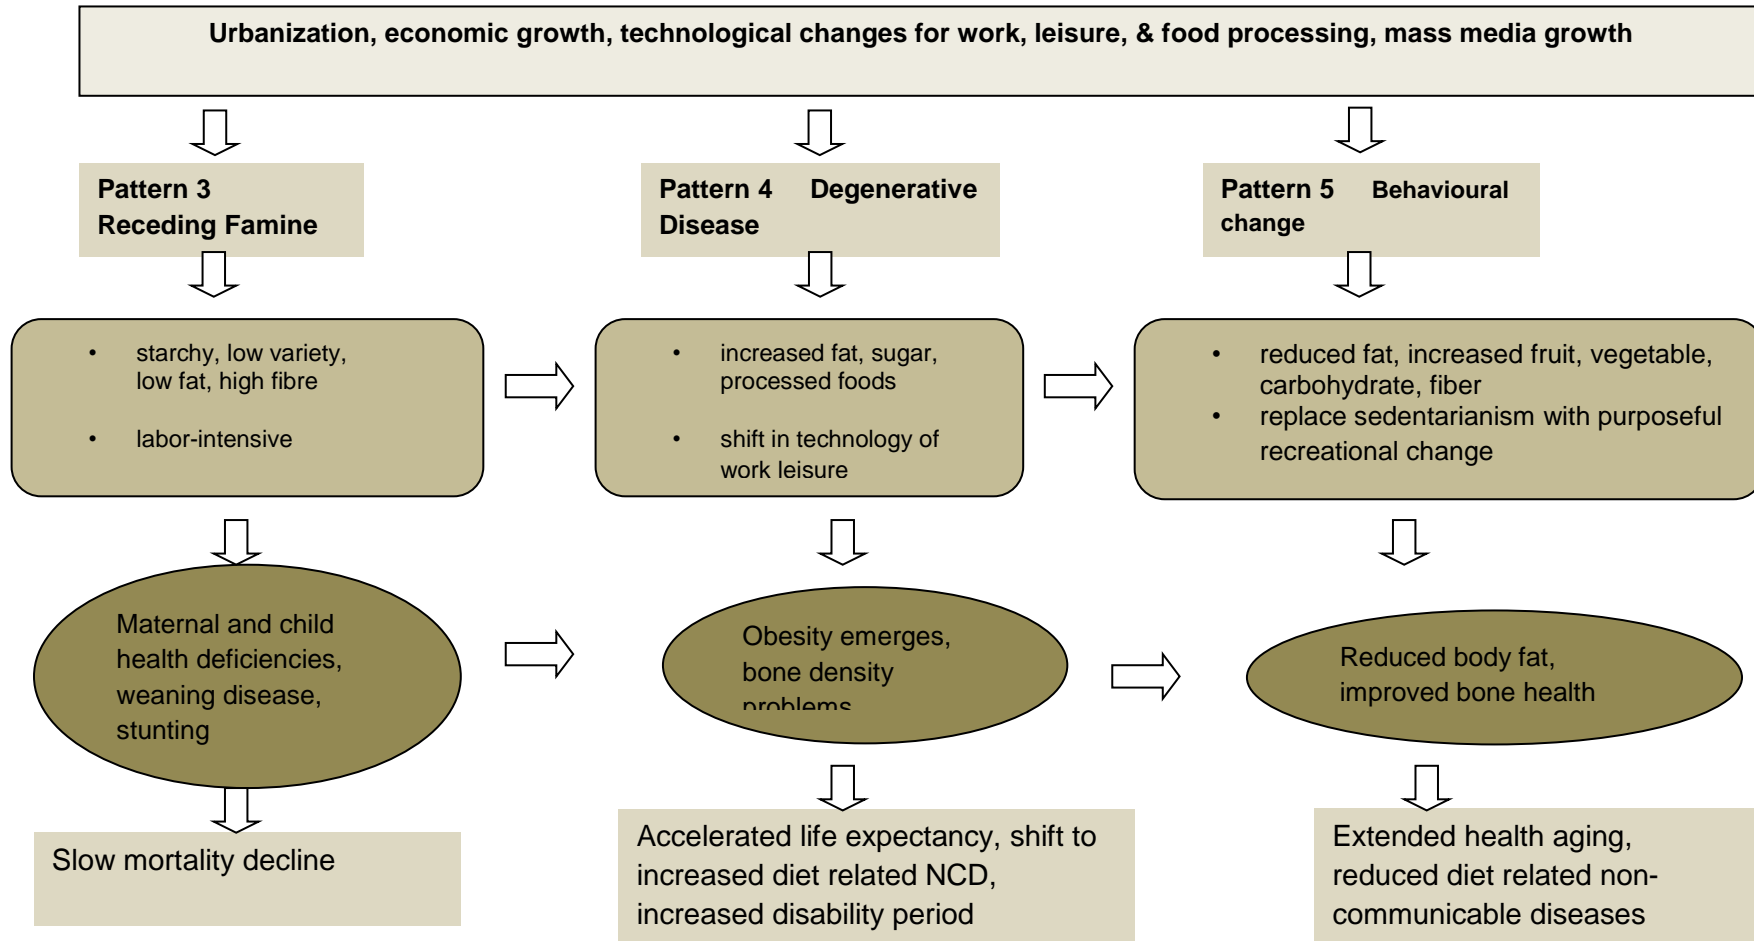 Urbanization, economic growth, technological changes for work, leisure, & food processing, mass media growth
Pattern 3
Receding Famine
Pattern 4 Degenerative
Disease
Pattern 5 Behavioural
change
• starchy, low variety,
low fat, high fibre
• labor-intensive
• increased fat, sugar,
processed foods
• shift in technology of
work leisure
• reduced fat, increased fruit, vegetable,
carbohydrate, fiber
• replace sedentarianism with purposeful
recreational change
Maternal and child
health deficiencies,
weaning disease,
stunting
Obesity emerges,
bone density
problems
Reduced body fat,
improved bone health
Slow mortality decline
Accelerated life expectancy, shift to
increased diet related NCD,
increased disability period
Extended health aging,
reduced diet related non-
communicable diseases